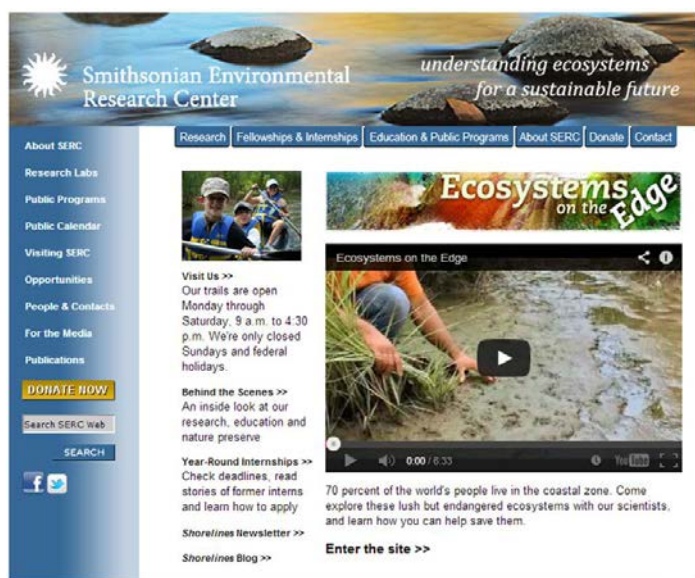 Smithsonian Environmental
Research Center
understanding ecosystems
for a sustainable future
Research
Fellowships & Internships
Education & Public Programs
About SERC
Donate
Contact
About SERC
Research Labs
Public Programs
Public Calendar
Visiting SERC
Opportunities
People & Contacts
For the Media
Publications
DONATE NOW
Search SERC Web
SEARCH
Visit Us >>
Our trails are open
Monday through
Saturday, 9 a.m. to 4:30
p.m. We're only closed
Sundays and federal
holidays.
Behind the Scenes >>
An inside look at our
research, education and
nature preserve
Year-Round Internships >>
Check deadlines, read
stories of former interns
and learn how to apply
Shorelines Newsletter >>
Shorelines Blog >>
Ecosystems
on the Edge
Ecosystems on the Edge
0:00 / 6:33
YouTube
70 percent of the world's people live in the coastal zone. Come
explore these lush but endangered ecosystems with our scientists,
and learn how you can help save them.
Enter the site >>